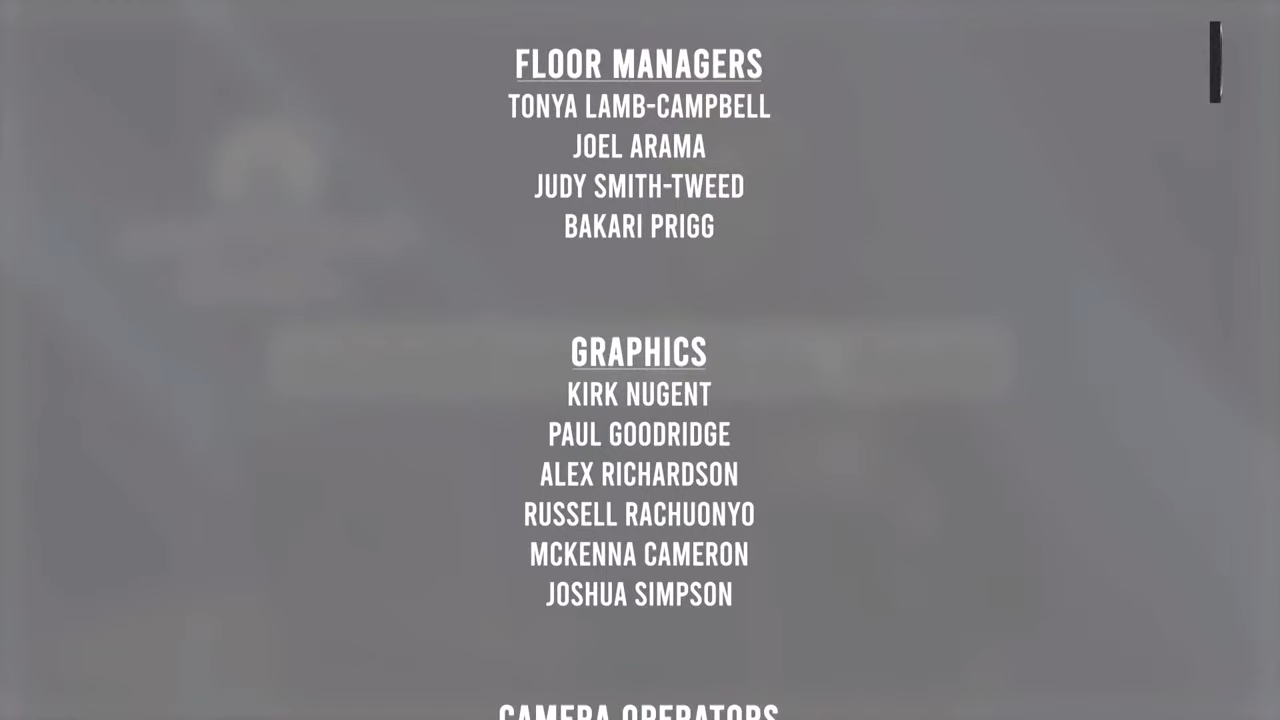 FLOOR MANAGERS
TONYA LAMB-CAMPBELL
JOEL ARAMA
JUDY SMITH-TWEED
BAKARI PRIGG
GRAPHICS
KIRK NUGENT
PAUL GOODRIDGE
ALEX RICHARDSON
RUSSELL RACHUONYO
MCKENNA CAMERON
JOSHUA SIMPSON
CAMERA OPERATORS